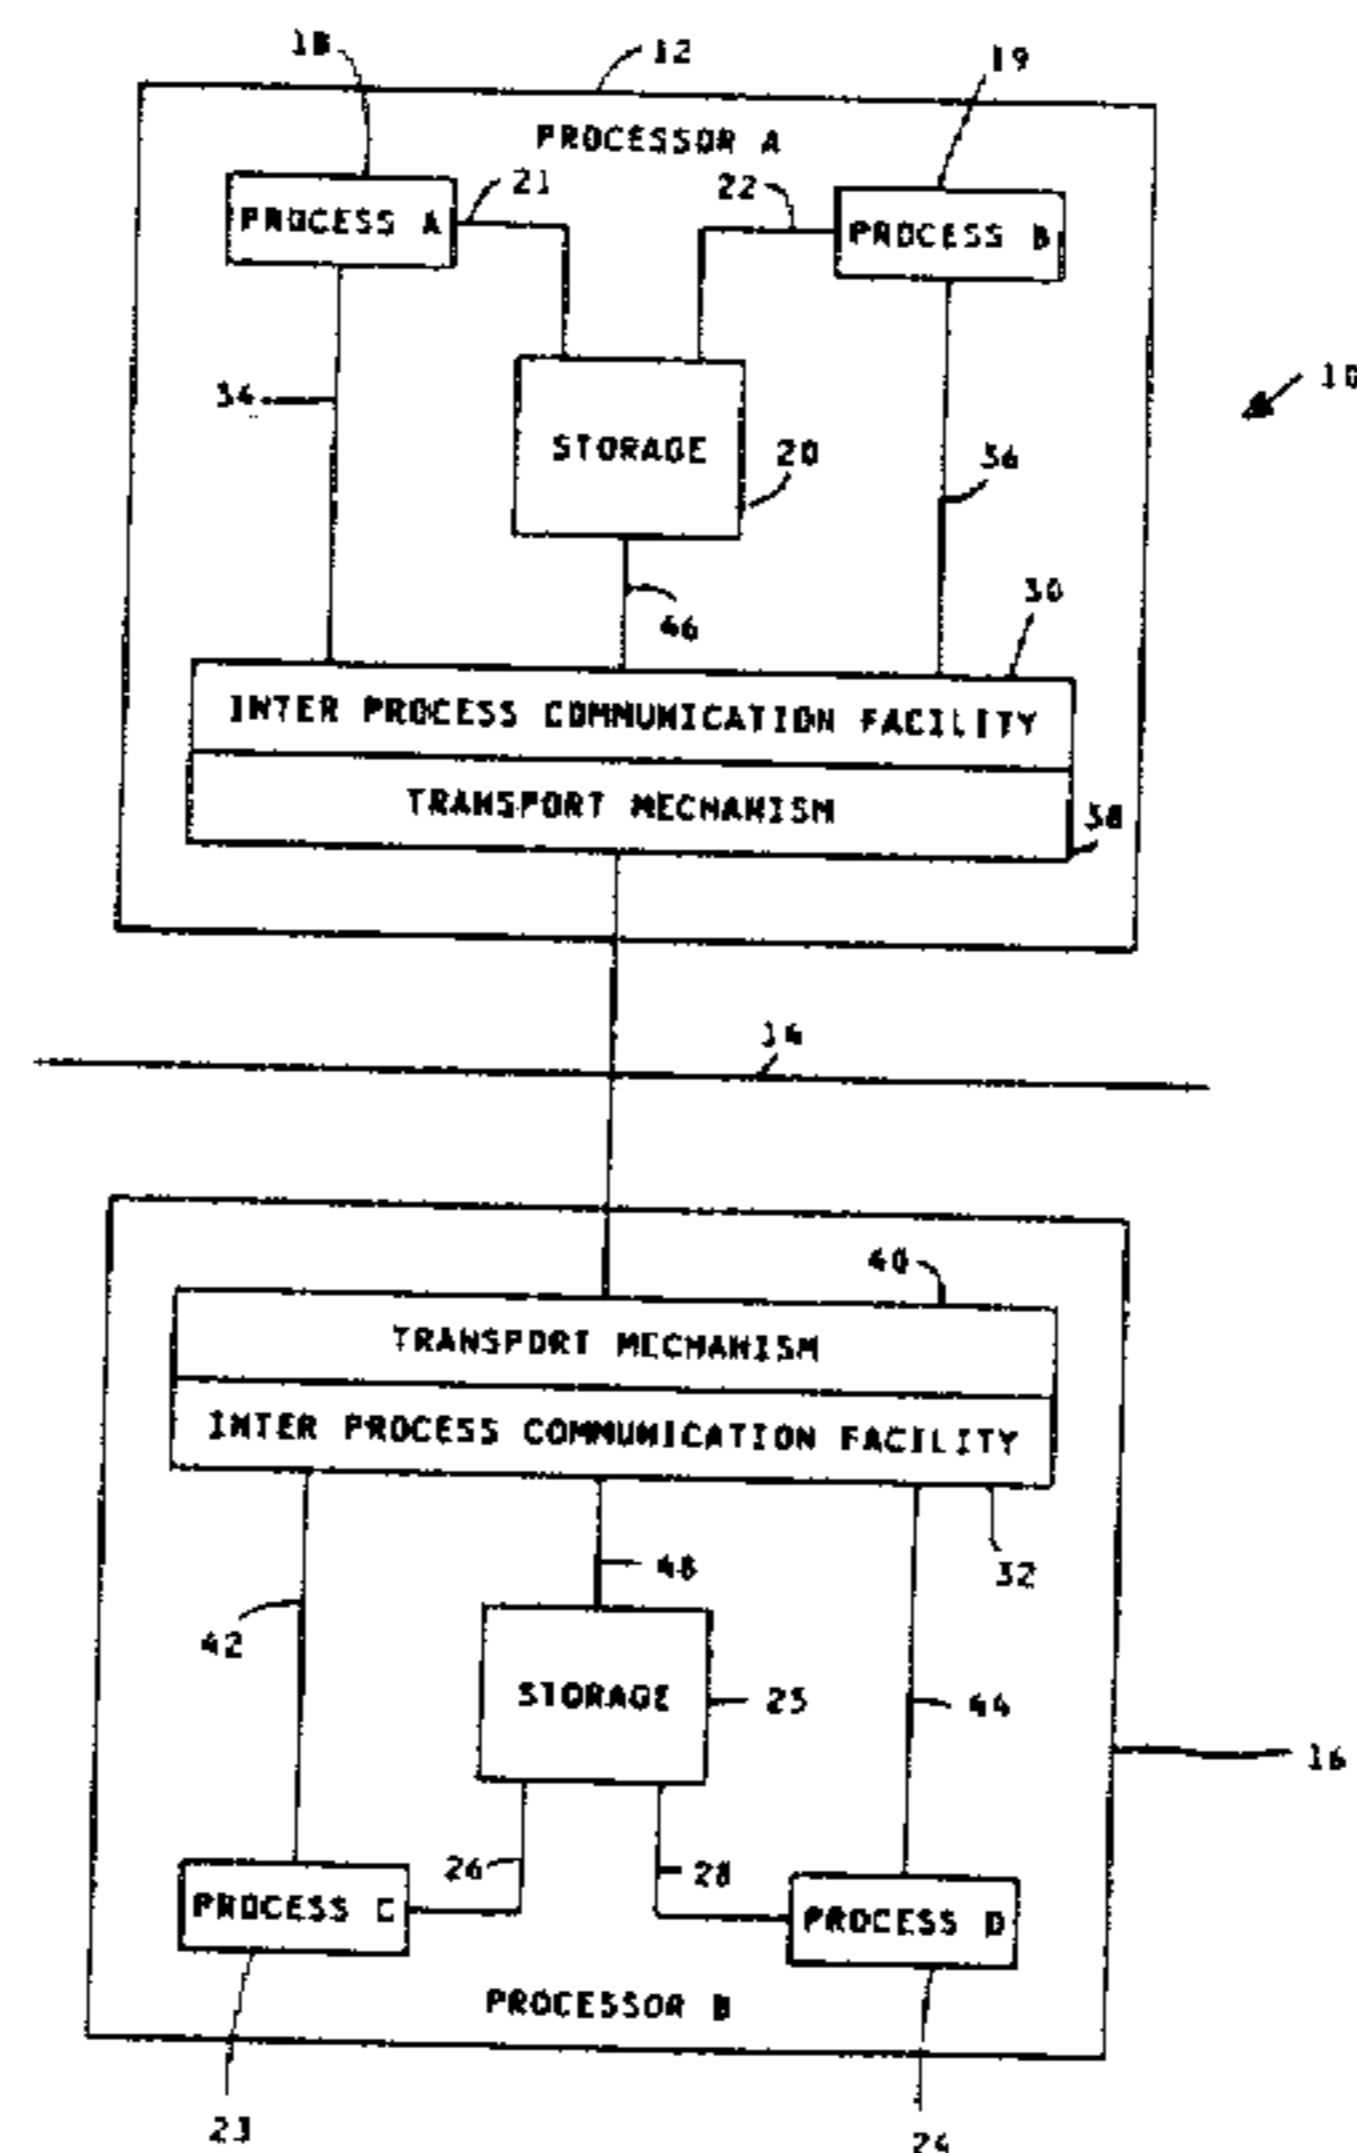 18 12 19
PROCESSOR A
21 22
PROCESS A PROCESS B
10
34
STORAGE 20 36
30
46
INTER PROCESS COMMUNICATION FACILITY
TRANSPORT MECHANISM 38
14
40
TRANSPORT MECHANISM
INTER PROCESS COMMUNICATION FACILITY
48 32
42
STORAGE 25 44
16
26 28
PROCESS C PROCESS D
PROCESSOR B
23 24